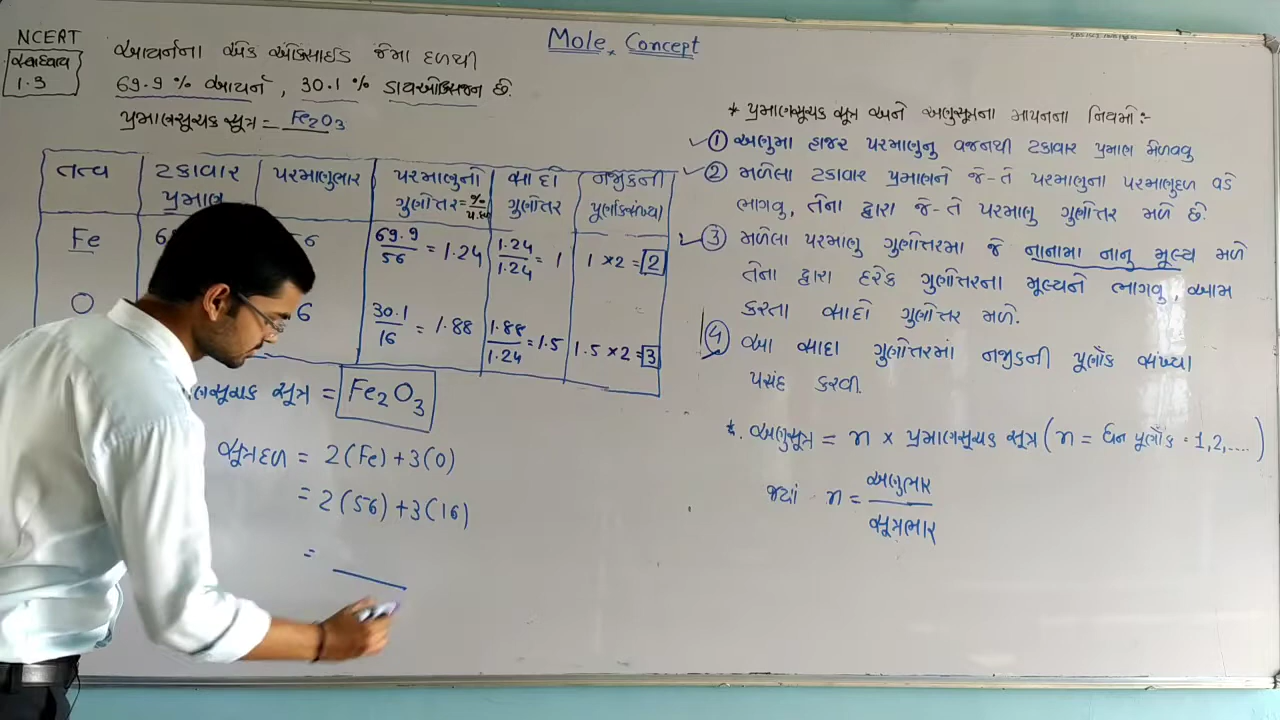 NCERT
સ્વાધ્યાય
1.3
Mole Concept
આયર્નના એક ઓક્સાઈડ જેમા દળથી
69.9 % આયર્ન, 30.1 % ડાયઓક્સિજન છે.
પ્રમાણસૂચક સૂત્ર = Fe2O3
તત્વ
ટકાવાર
પ્રમાણ
પરમાણુભાર
પરમાણુનો
ગુણોત્તર = %
સાદો
ગુણોત્તર
નજીકની
પૂર્ણાંકસંખ્યા
Fe
69.9/56 = 1.24
1.24/1.24 = 1
1 × 2 = 2
O
30.1/16 = 1.88
1.88/1.24 = 1.5
1.5 × 2 = 3
સૂત્ર = Fe2O3
સૂત્રદળ = 2(Fe) + 3(O)
= 2(56) + 3(16)
=
* પ્રમાણસૂચક સૂત્ર અને અણુસૂત્રના માપનના નિયમો :-
① અણુમા હાજર પરમાણુનુ વજનથી ટકાવાર પ્રમાણ મેળવવુ
② મળેલા ટકાવાર પ્રમાણને જે-તે પરમાણુના પરમાણુદળ વડે
ભાગવુ, તેના દ્વારા જે-તે પરમાણુ ગુણોત્તર મળે છે.
③ મળેલા પરમાણુ ગુણોત્તરમા જે નાનામા નાનુ મૂલ્ય મળે
તેના દ્વારા દરેક ગુણોત્તરના મૂલ્યને ભાગવુ, આમ
કરતા સાદો ગુણોત્તર મળે.
④ આ સાદા ગુણોત્તરમાં નજીકની પૂર્ણાંક સંખ્યા
પસંદ કરવી.
*. અણુસૂત્ર = n × પ્રમાણસૂચક સૂત્ર (n = ધન પૂર્ણાંક = 1,2,....)
જ્યાં n = અણુભાર/સૂત્રભાર